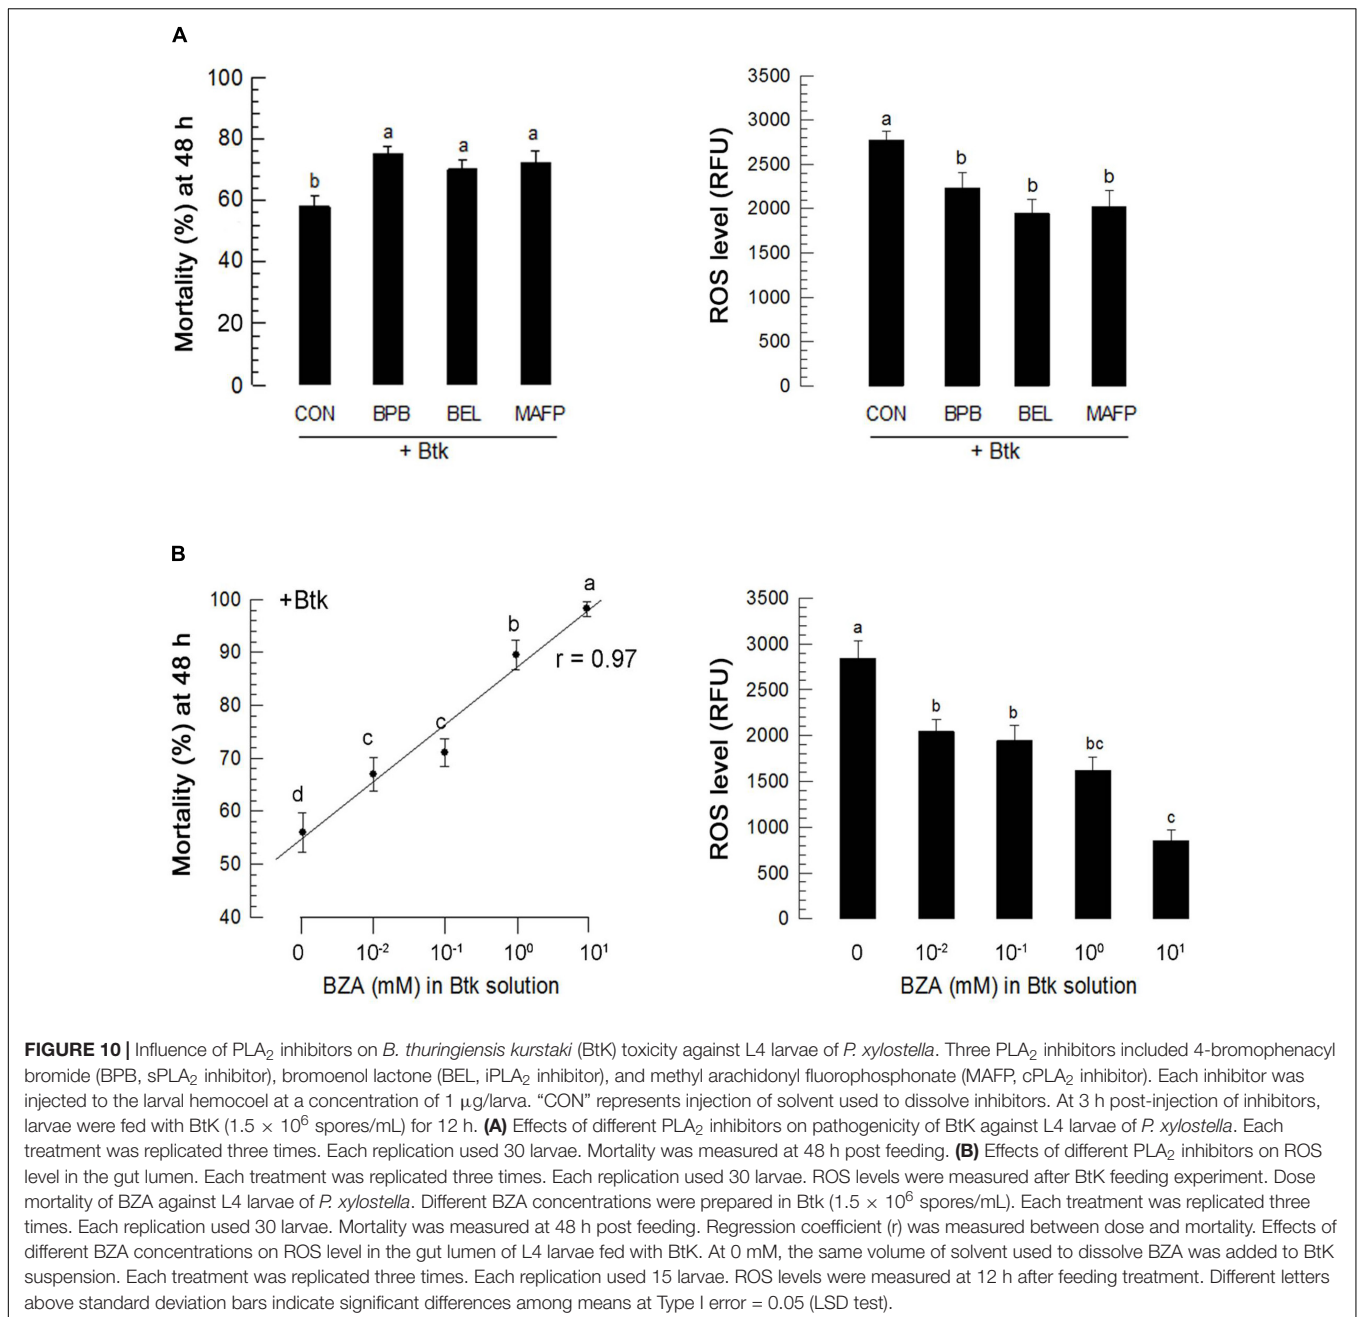 A
Mortality (%) at 48 h
100
80
60
40
20
0
b
a
a
a
CON BPB BEL MAFP
+ Btk
ROS level (RFU)
3500
3000
2500
2000
1500
1000
500
0
a
b
b
b
CON BPB BEL MAFP
+ Btk
B
Mortality (%) at 48 h
100
90
80
70
60
50
40
+Btk
a
b
r = 0.97
c
c
d
0 10⁻² 10⁻¹ 10⁰ 10¹
BZA (mM) in Btk solution
ROS level (RFU)
3500
3000
2500
2000
1500
1000
500
0
a
b
b
bc
c
0 10⁻² 10⁻¹ 10⁰ 10¹
BZA (mM) in Btk solution
FIGURE 10 | Influence of PLA₂ inhibitors on B. thuringiensis kurstaki (BtK) toxicity against L4 larvae of P. xylostella. Three PLA₂ inhibitors included 4-bromophenacyl
bromide (BPB, sPLA₂ inhibitor), bromoenol lactone (BEL, iPLA₂ inhibitor), and methyl arachidonyl fluorophosphonate (MAFP, cPLA₂ inhibitor). Each inhibitor was
injected to the larval hemocoel at a concentration of 1 μg/larva. “CON” represents injection of solvent used to dissolve inhibitors. At 3 h post-injection of inhibitors,
larvae were fed with BtK (1.5 × 10⁶ spores/mL) for 12 h. (A) Effects of different PLA₂ inhibitors on pathogenicity of BtK against L4 larvae of P. xylostella. Each
treatment was replicated three times. Each replication used 30 larvae. Mortality was measured at 48 h post feeding. (B) Effects of different PLA₂ inhibitors on ROS
level in the gut lumen. Each treatment was replicated three times. Each replication used 30 larvae. ROS levels were measured after BtK feeding experiment. Dose
mortality of BZA against L4 larvae of P. xylostella. Different BZA concentrations were prepared in Btk (1.5 × 10⁶ spores/mL). Each treatment was replicated three
times. Each replication used 30 larvae. Mortality was measured at 48 h post feeding. Regression coefficient (r) was measured between dose and mortality. Effects of
different BZA concentrations on ROS level in the gut lumen of L4 larvae fed with BtK. At 0 mM, the same volume of solvent used to dissolve BZA was added to BtK
suspension. Each treatment was replicated three times. Each replication used 15 larvae. ROS levels were measured at 12 h after feeding treatment. Different letters
above standard deviation bars indicate significant differences among means at Type I error = 0.05 (LSD test).